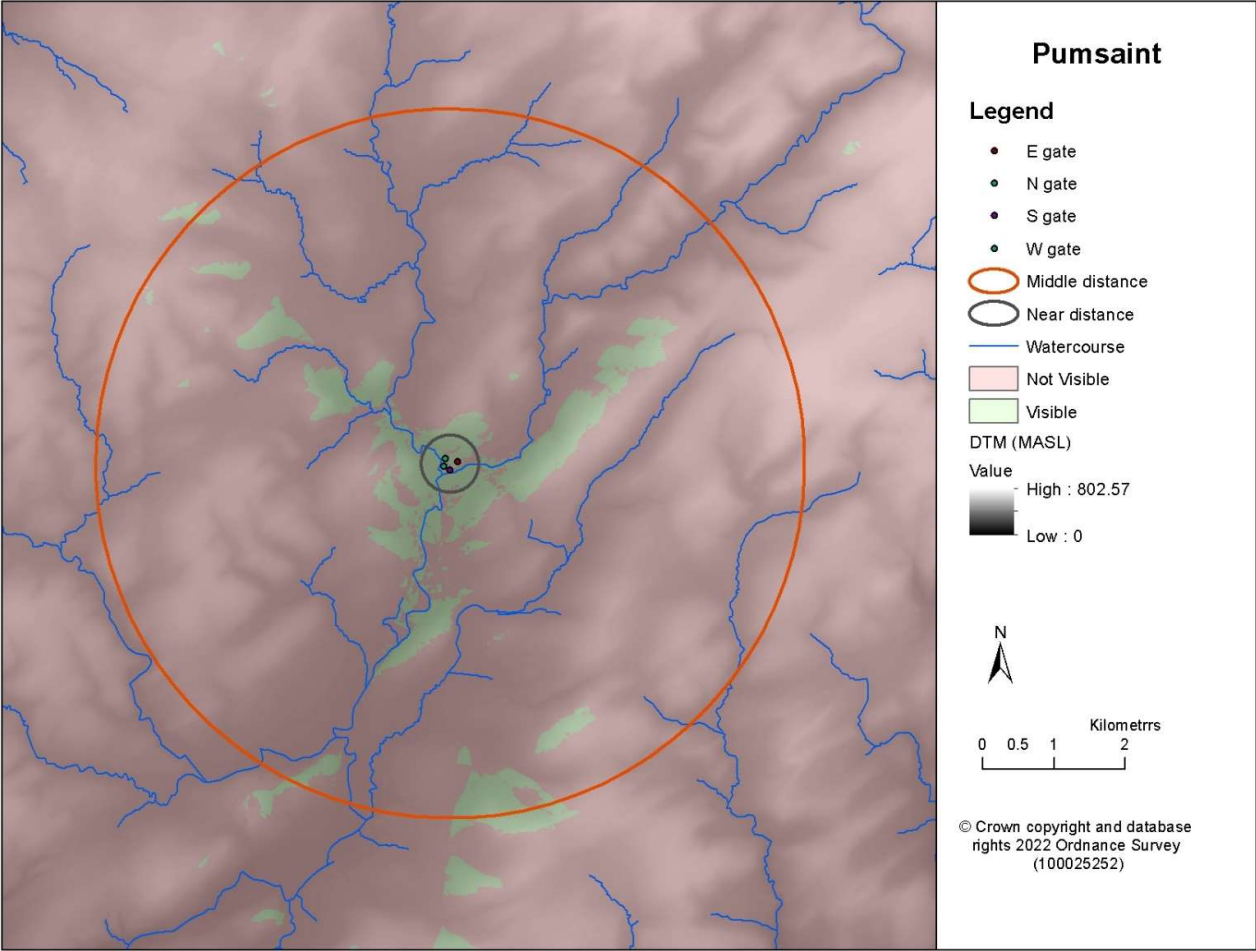 Pumsaint
Legend
E gate
N gate
S gate
W gate
Middle distance
Near distance
Watercourse
Not Visible
Visible
DTM (MASL)
Value
High : 802.57
Low : 0
N
Kilometrrs
0 0.5 1 2
© Crown copyright and database
rights 2022 Ordnance Survey
(100025252)